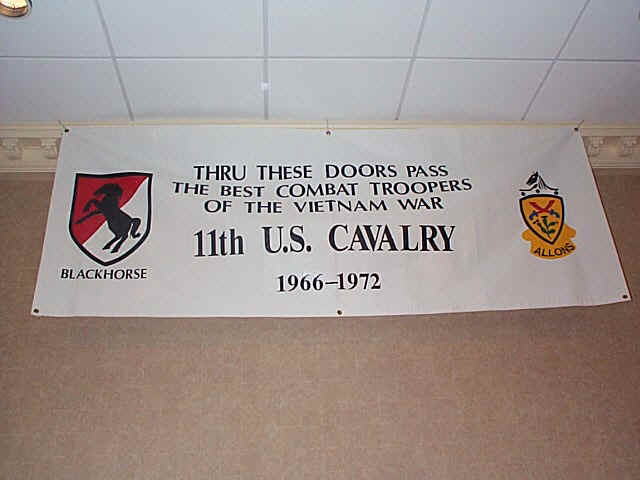 THRU THESE DOORS PASS
THE BEST COMBAT TROOPERS
OF THE VIETNAM WAR
11th U.S. CAVALRY
1966-1972
BLACKHORSE
ALLONS